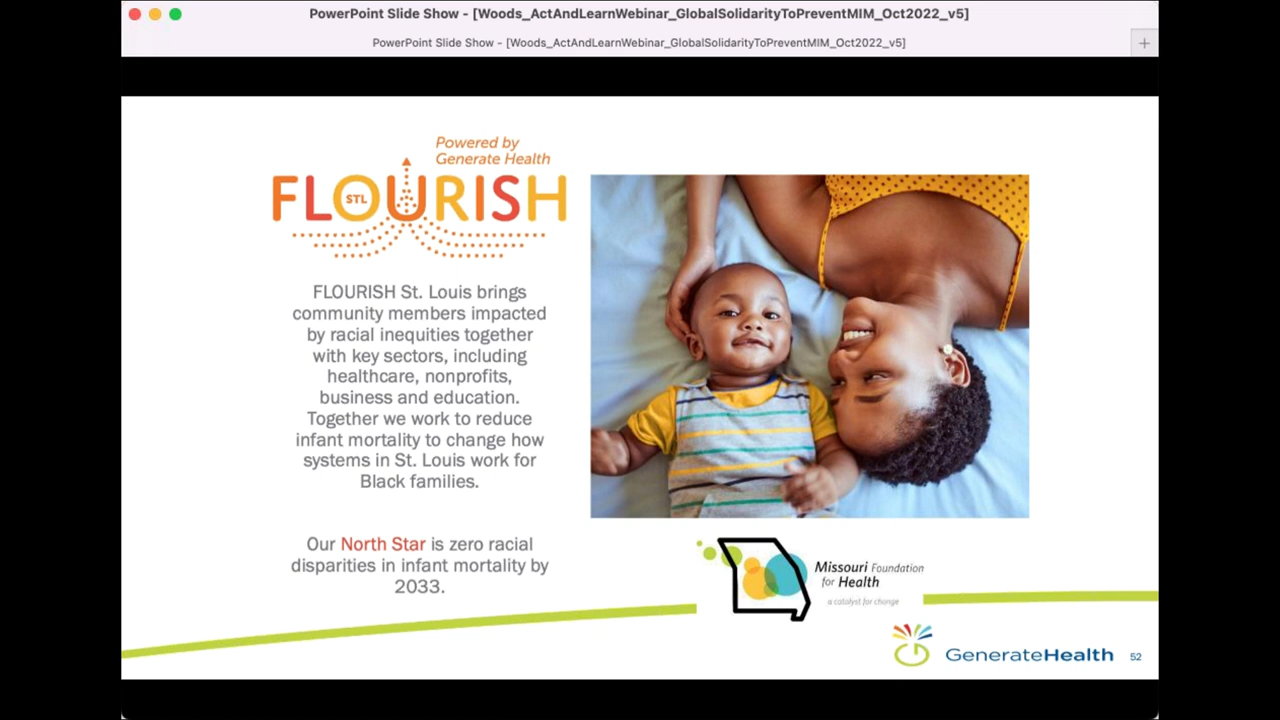 PowerPoint Slide Show - [Woods_ActAndLearnWebinar_GlobalSolidarityToPreventMIM_Oct2022_v5]
PowerPoint Slide Show - [Woods_ActAndLearnWebinar_GlobalSolidarityToPreventMIM_Oct2022_v5]
Powered by
Generate Health
FLOURISH
STL
FLOURISH St. Louis brings
community members impacted
by racial inequities together
with key sectors, including
healthcare, nonprofits,
business and education.
Together we work to reduce
infant mortality to change how
systems in St. Louis work for
Black families.
Our North Star is zero racial
disparities in infant mortality by
2033.
Missouri Foundation
for Health
a catalyst for change
GenerateHealth
52